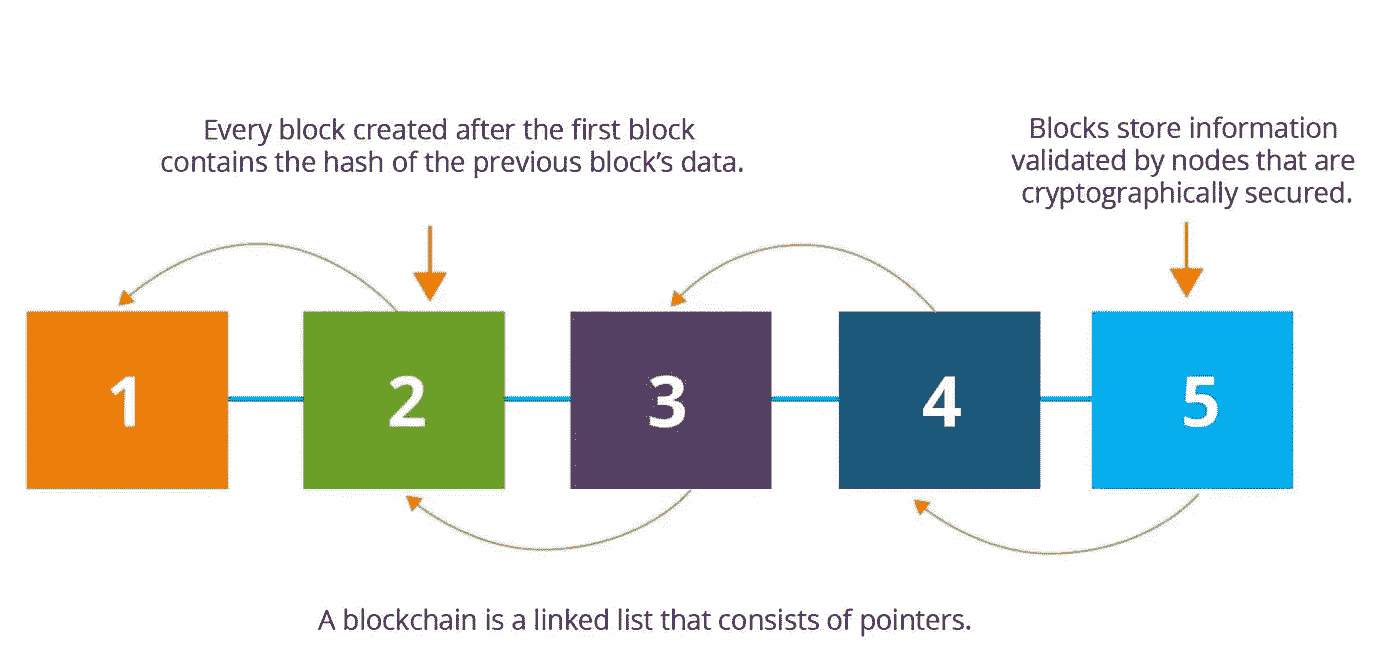 Every block created after the first block
contains the hash of the previous block’s data.
Blocks store information
validated by nodes that are
cryptographically secured.
1
2
3
4
5
A blockchain is a linked list that consists of pointers.